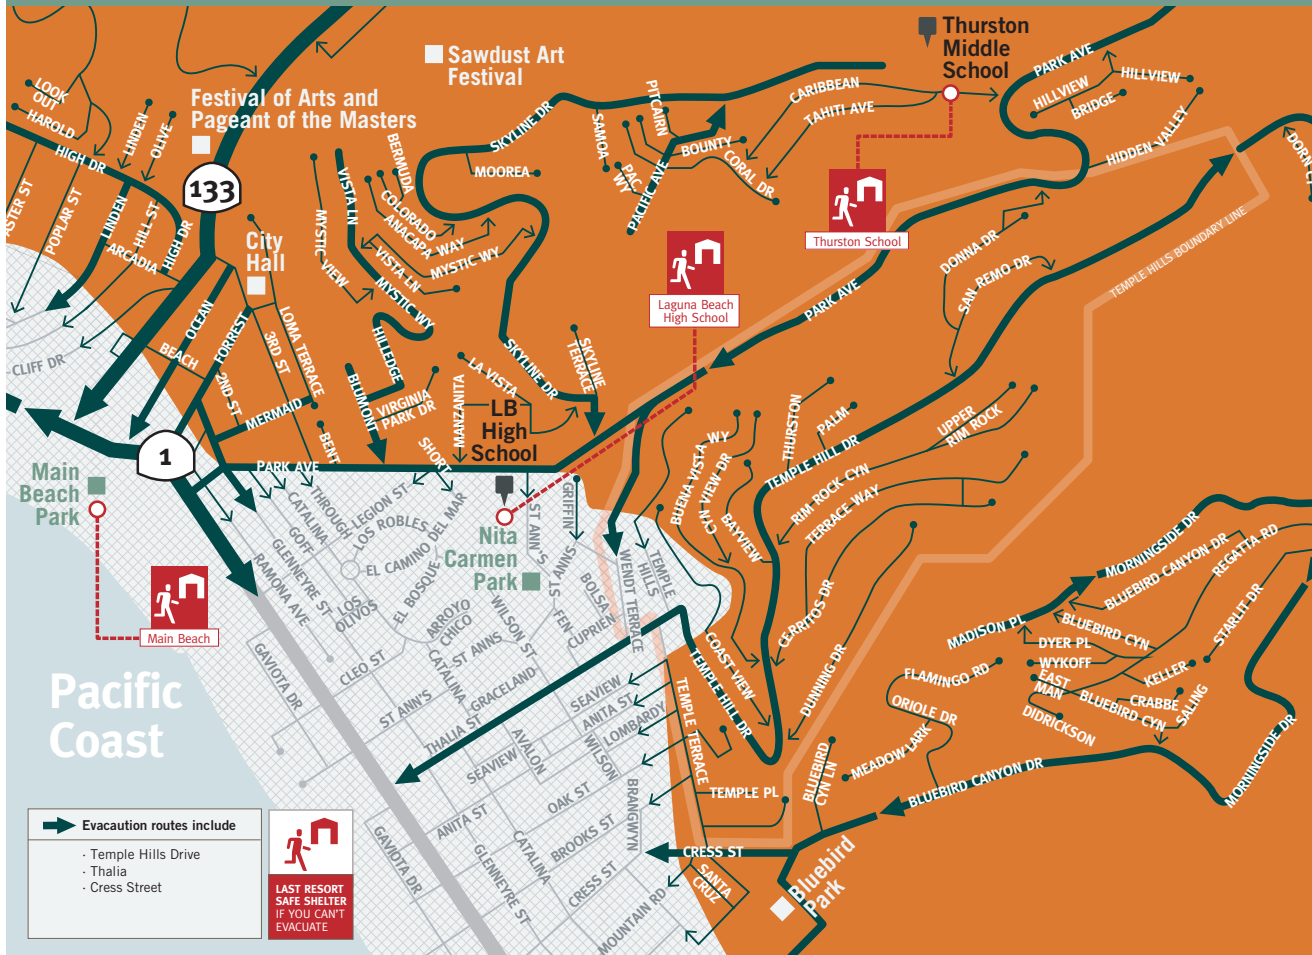 Thurston
Middle
School
Sawdust Art
Festival
Festival of Arts and
Pageant of the Masters
133
City
Hall
LOOK
OUT
HAROLD
HIGH DR
LINDEN
OLIVE
ASTER ST
POPLAR ST
LINDEN
HILL ST
HIGH DR
ARCADIA
CLIFF DR
BEACH
OCEAN
FORREST
2ND ST
3RD ST
LOMA TERRACE
MERMAID
BENT
BERMUDA
VISTA LN
COLORADO
ANACAPA
WAY
MYSTIC VIEW
VISTA LN
MYSTIC WY
MYSTIC WY
HILLEDGE
BLUMONT
VIRGINIA
PARK DR
MANZANITA
LA VISTA
SHORT
SKYLINE DR
MOOREA
SKYLINE DR
SKYLINE
TERRACE
SAMOA
PITCAIRN
PAC.
WY
PACIFIC AVE
BOUNTY
CORAL DR
CARIBBEAN
TAHITI AVE
PARK AVE
HILLVIEW
HILLVIEW
BRIDGE
HIDDEN VALLEY
TEMPLE HILLS BOUNDARY LINE
DONNA DR
SAN REMO DR
PARK AVE
Thurston School
Laguna Beach
High School
LB
High
School
1
PARK AVE
Main
Beach
Park
Main Beach
Nita
Carmen
Park
THROUGH
CATALINA
GOFF
GLENNEYRE ST
RAMONA AVE
LEGION ST
LOS ROBLES
EL CAMINO DEL MAR
LOS
OLIVOS
EL BOSQUE
ARROYO
CHICO
CLEO ST
ST ANN'S
GRIFFIN
ST ANNS
FEN
BOLSA
CUPRIEN
WENDT TERRACE
TEMPLE
HILLS
WILSON ST
ST ANNS
CATALINA
GRACELAND
ST ANN'S
THALIA ST
GAVIOTA DR
SEAVIEW
ANITA ST
LOMBARDY
AVALON
SEAVIEW
WILSON
OAK ST
ANITA ST
BROOKS ST
BRANGWYN
CATALINA
GLENNEYRE ST
CRESS ST
MOUNTAIN RD
GAVIOTA DR
BUENA VISTA WY
CYN VIEW DR
BAYVIEW
THURSTON
PALM
TEMPLE HILL DR
UPPER
RIM ROCK
RIM ROCK CYN
TERRACE WAY
CERRITOS DR
DUNNING DR
COAST VIEW
TEMPLE HILL DR
TEMPLE TERRACE
TEMPLE PL
CRESS ST
SANTA
CRUZ
BLUEBIRD
CYN LN
MEADOW LARK
ORIOLE DR
FLAMINGO RD
BLUEBIRD CANYON DR
MORNINGSIDE DR
BLUEBIRD CANYON DR
REGATTA RD
STARLIT DR
MADISON PL
BLUEBIRD CYN
DYER PL
WYKOFF
EAST
MAN
DIDRICKSON
BLUEBIRD CYN
CRABBE
KELLER
SALING
MORNINGSIDE DR
Bluebird
Park
Pacific
Coast
Evacaution routes include
· Temple Hills Drive
· Thalia
· Cress Street
LAST RESORT
SAFE SHELTER
IF YOU CAN'T
EVACUATE